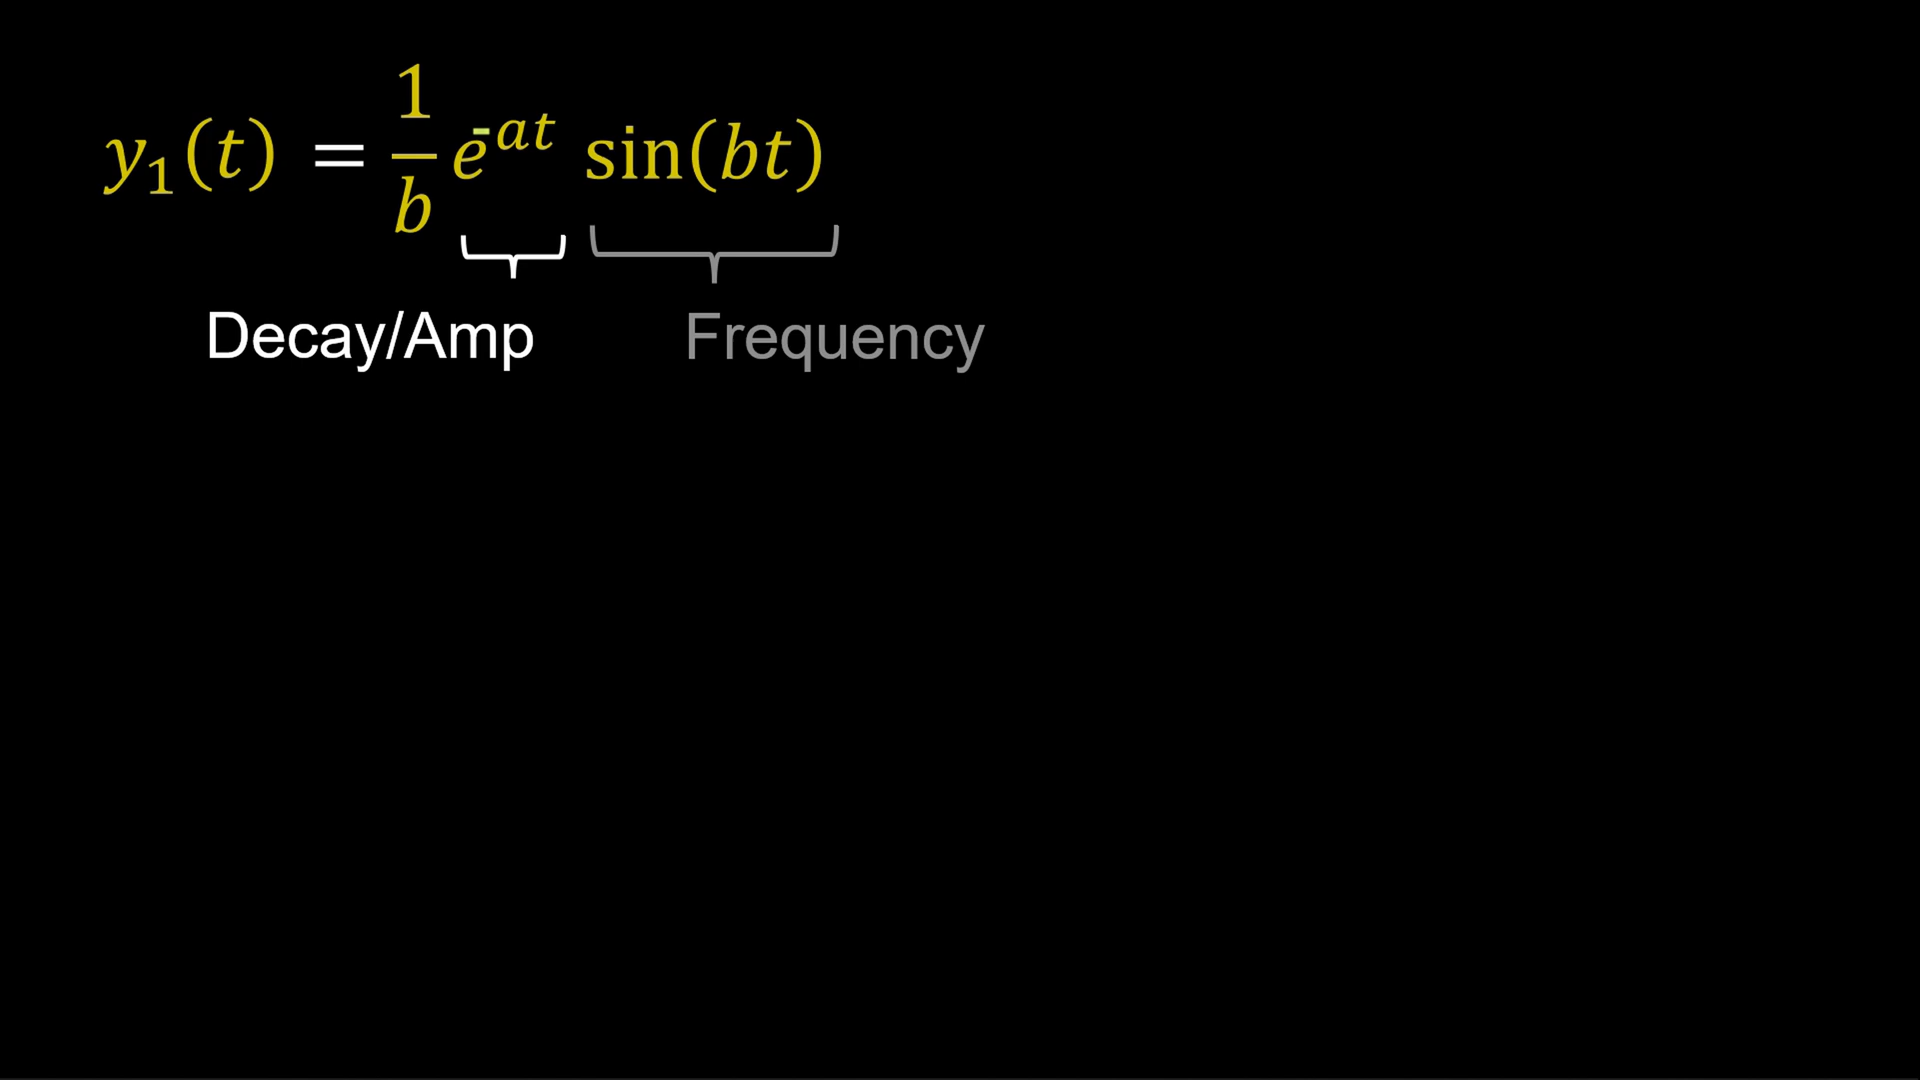 y₁(t) = 1/b e⁻ᵃᵗ sin(bt)
Decay/Amp Frequency